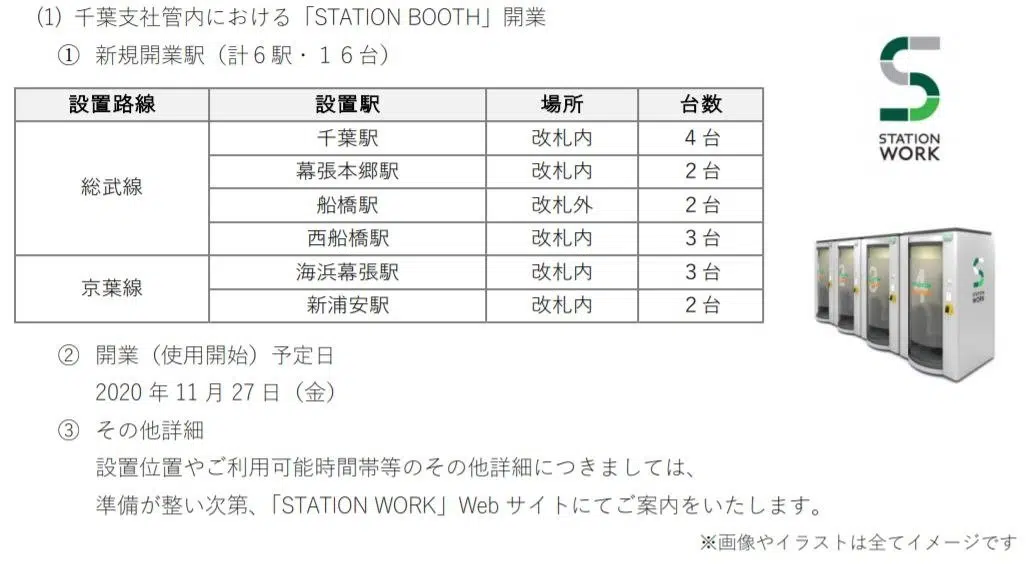 (1) 千葉支社管内における「STATION BOOTH」開業
① 新規開業駅（計６駅・１６台）
設置路線 設置駅 場所 台数
総武線 千葉駅 改札内 4 台
幕張本郷駅 改札内 2 台
船橋駅 改札外 2 台
西船橋駅 改札内 3 台
京葉線 海浜幕張駅 改札内 3 台
新浦安駅 改札内 2 台
② 開業（使用開始）予定日
2020 年 11 月 27 日（金）
③ その他詳細
設置位置やご利用可能時間帯等のその他詳細につきましては、
準備が整い次第、「STATION WORK」Web サイトにてご案内をいたします。
※画像やイラストは全てイメージです
STATION
WORK
4
STATION
WORK